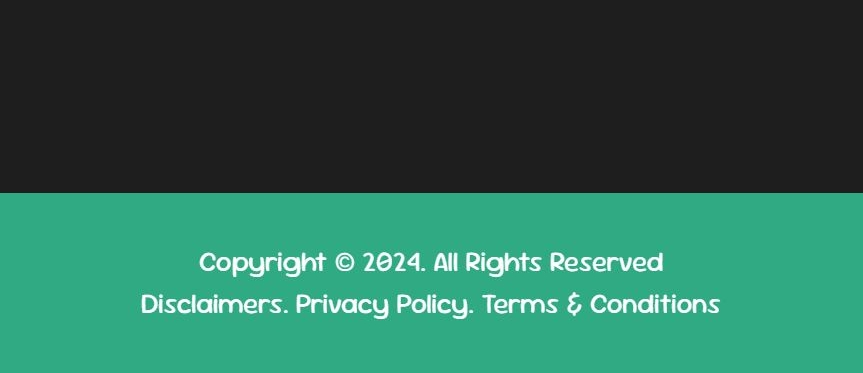 Copyright © 2024. All Rights Reserved
Disclaimers. Privacy Policy. Terms & Conditions